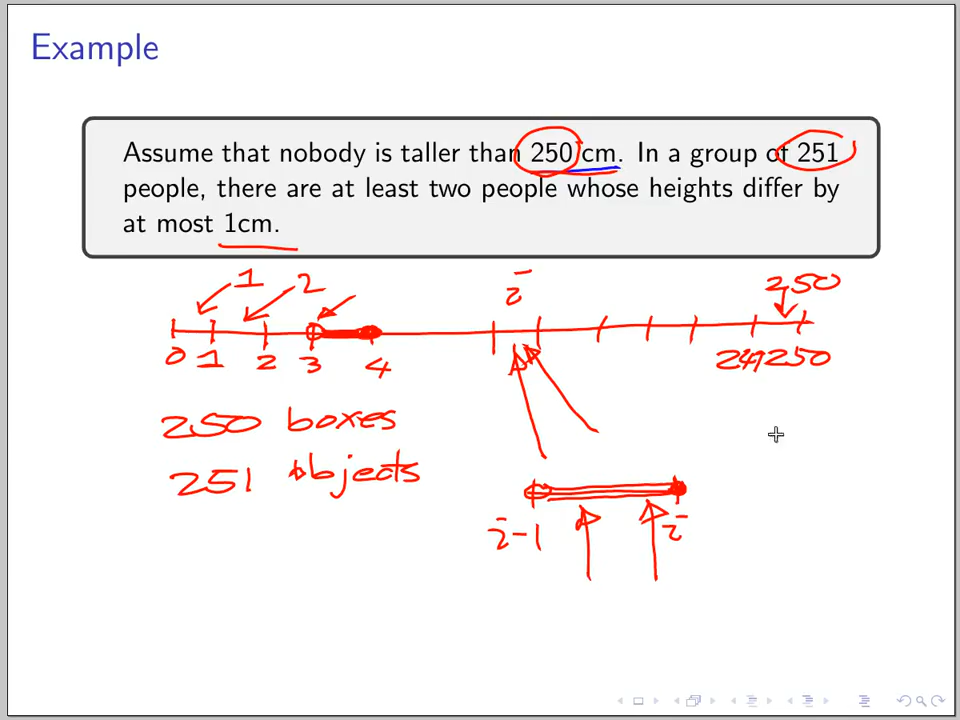 Example
Assume that nobody is taller than 250 cm. In a group of 251
people, there are at least two people whose heights differ by
at most 1cm.
1 2 i 250
0 1 2 3 4 249 250
250 boxes
251 objects
i-1 i